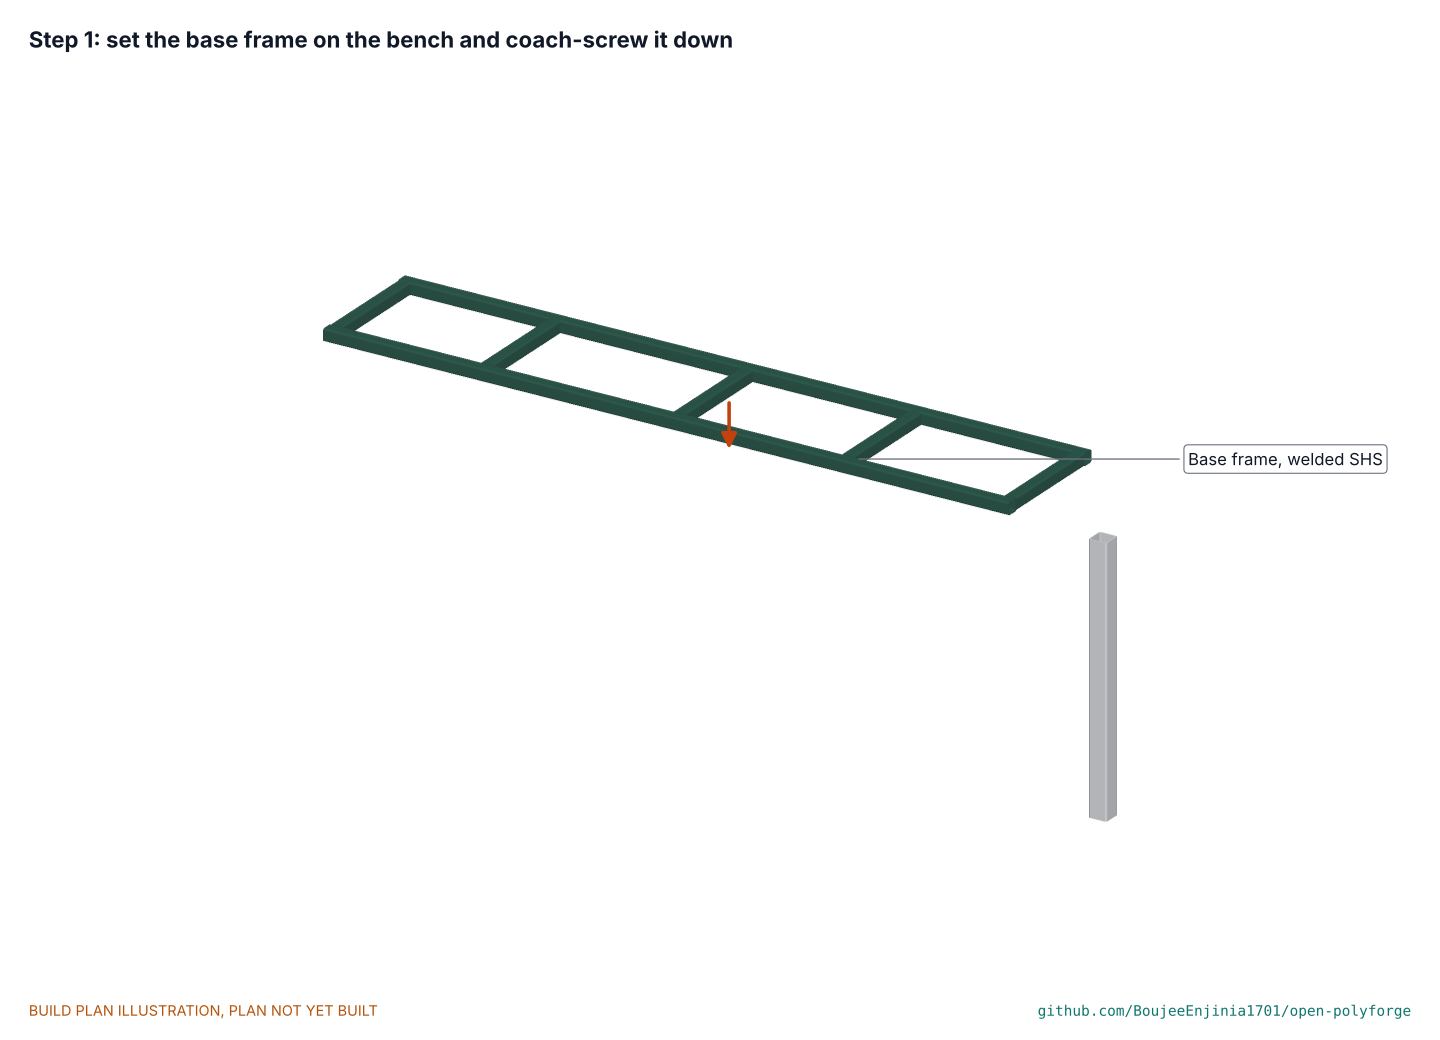 Step 1: set the base frame on the bench and coach-screw it down
Base frame, welded SHS
BUILD PLAN ILLUSTRATION, PLAN NOT YET BUILT
github.com/BoujeeEnjinia1701/open-polyforge